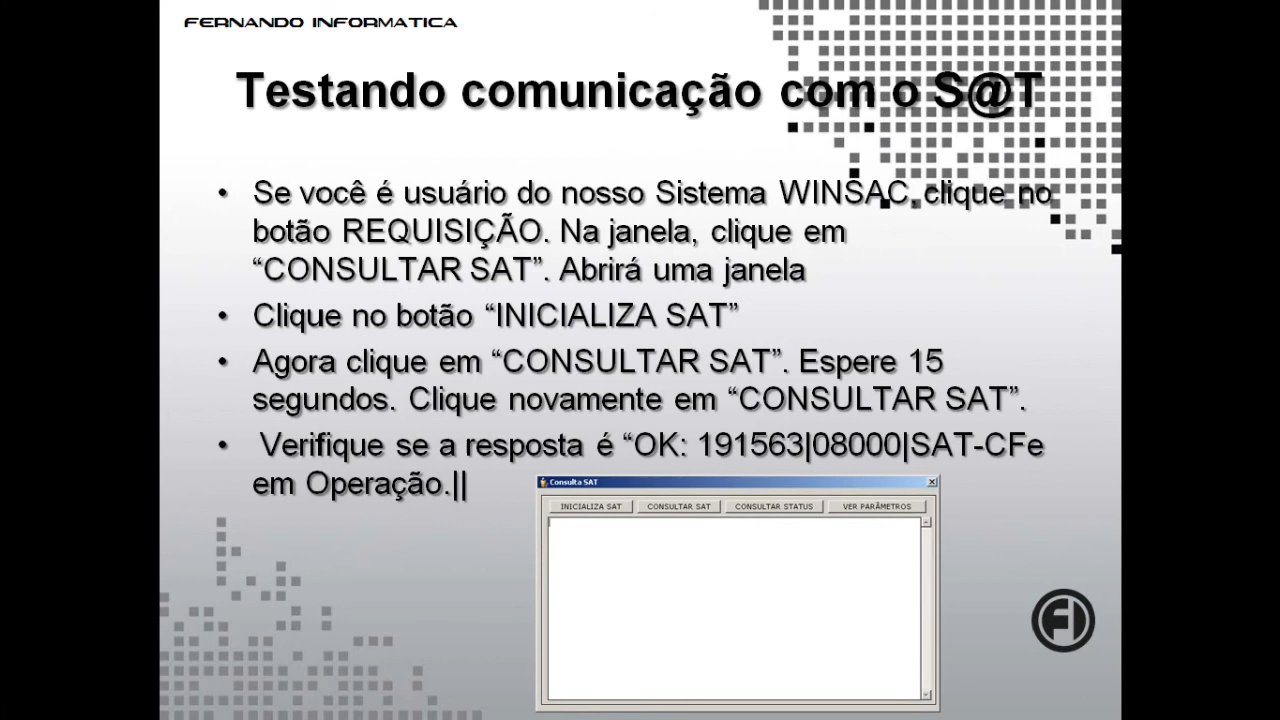 FERNANDO INFORMATICA
Testando comunicação com o S@T
• Se você é usuário do nosso Sistema WINSAC, clique no
botão REQUISIÇÃO. Na janela, clique em
“CONSULTAR SAT”. Abrirá uma janela
• Clique no botão “INICIALIZA SAT”
• Agora clique em “CONSULTAR SAT”. Espere 15
segundos. Clique novamente em “CONSULTAR SAT”.
• Verifique se a resposta é “OK: 191563|08000|SAT-CFe
em Operação.||
Consulta SAT
INICIALIZA SAT CONSULTAR SAT CONSULTAR STATUS VER PARÂMETROS
FI